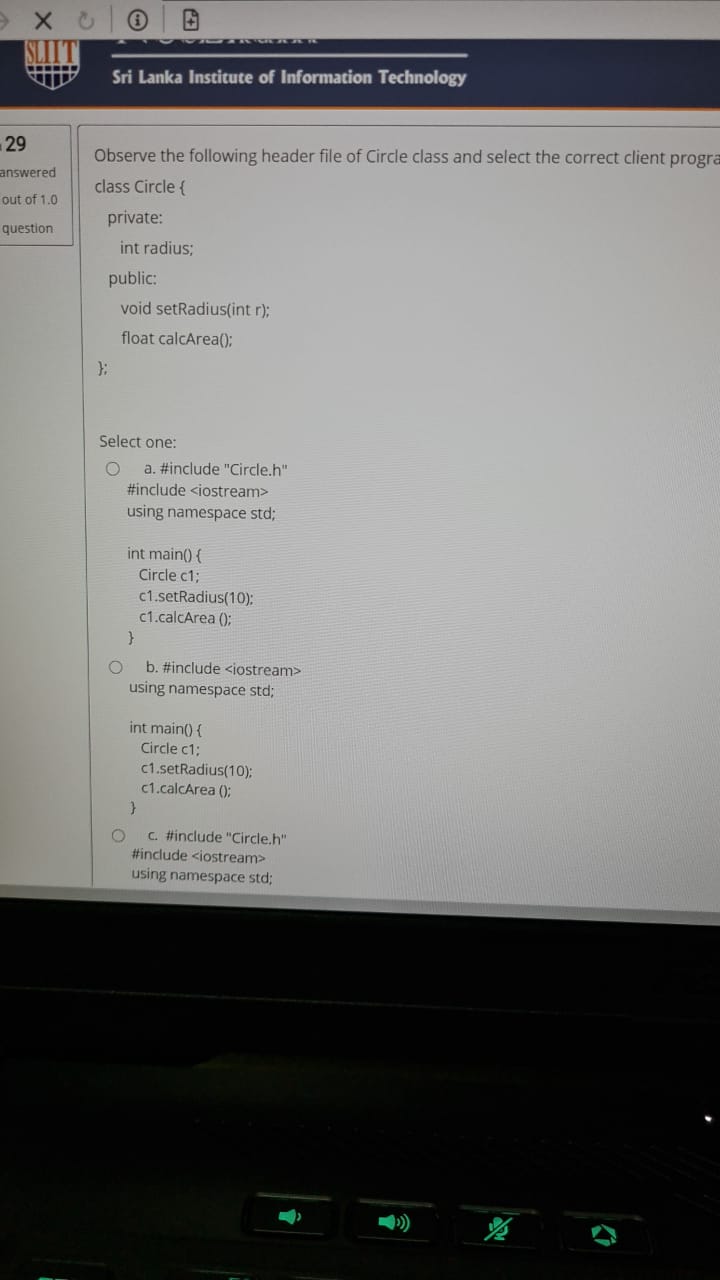 SLIIT
Sri Lanka Institute of Information Technology
29
answered
out of 1.0
question
Observe the following header file of Circle class and select the correct client progra
class Circle {
private:
int radius;
public:
void setRadius(int r);
float calcArea();
};
Select one:
a. #include "Circle.h"
#include <iostream>
using namespace std;
int main() {
Circle c1;
c1.setRadius(10);
c1.calcArea ();
}
b. #include <iostream>
using namespace std;
int main() {
Circle c1;
c1.setRadius(10);
c1.calcArea ();
}
c. #include "Circle.h"
#include <iostream>
using namespace std;